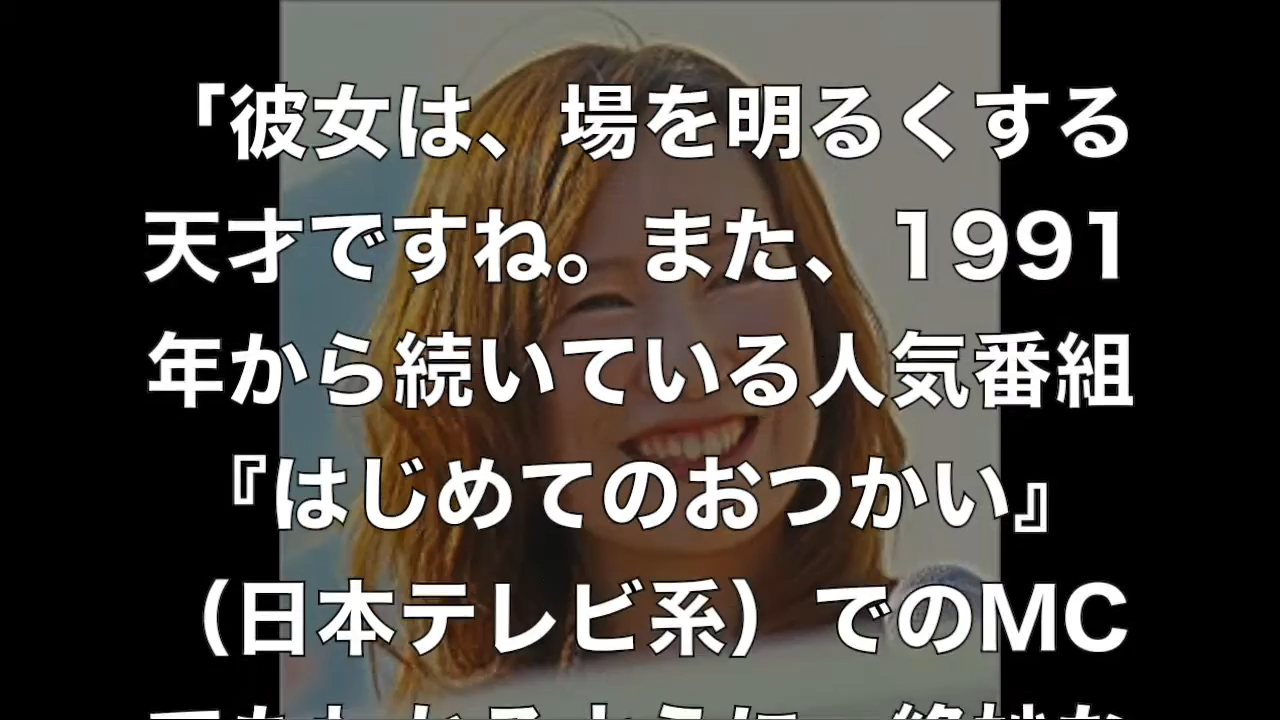 「彼女は、場を明るくする
天才ですね。また、1991
年から続いている人気番組
『はじめてのおつかい』
（日本テレビ系）でのMC